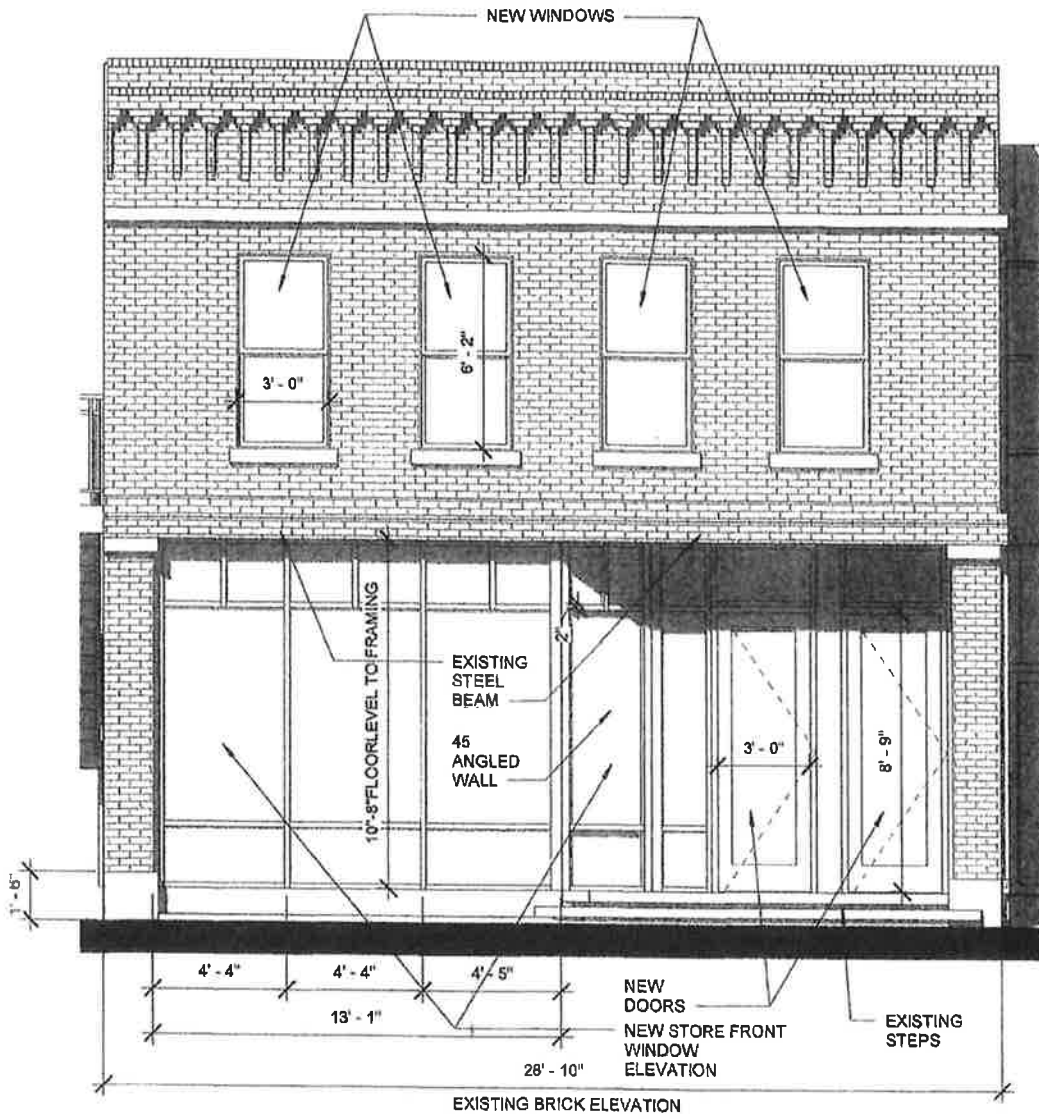 NEW WINDOWS
6' - 2"
3' - 0"
10"-8"FLOORLEVEL TO FRAMING
2"
EXISTING
STEEL
BEAM
45
ANGLED
WALL
3' - 0"
8' - 9"
1' - 6"
4' - 4"
4' - 4"
4' - 5"
13' - 1"
NEW
DOORS
NEW STORE FRONT
WINDOW
ELEVATION
EXISTING
STEPS
28' - 10"
EXISTING BRICK ELEVATION